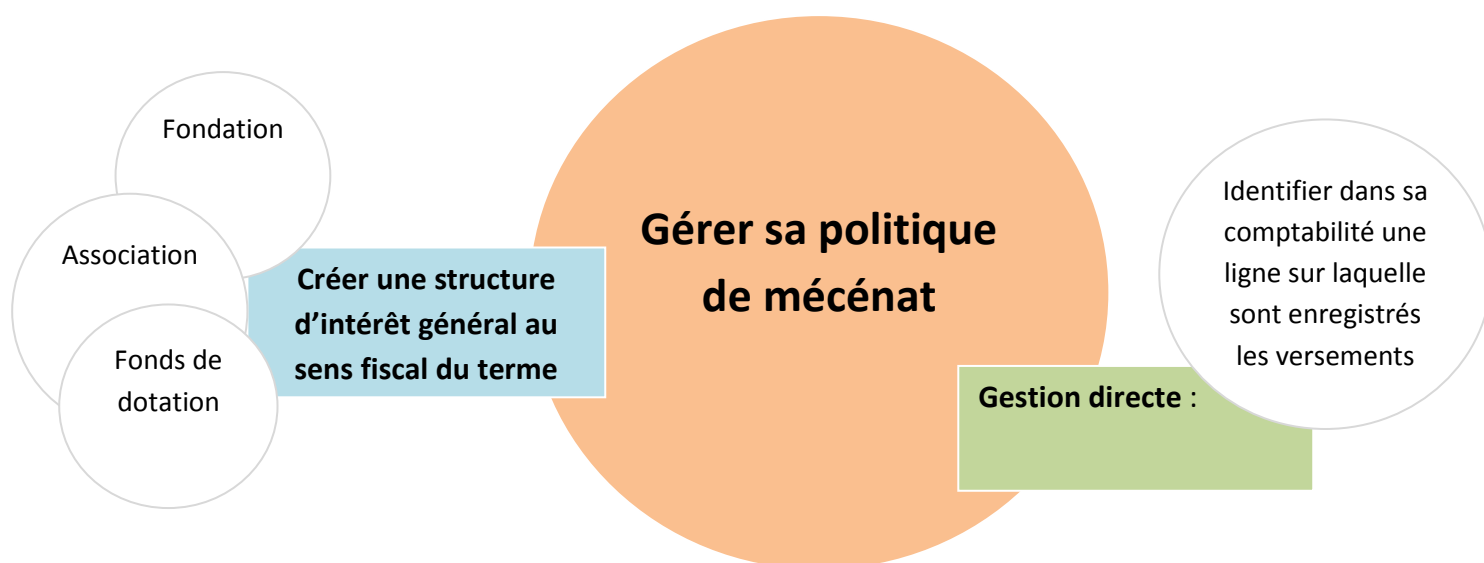 Fondation
Association
Fonds de
dotation
Créer une structure
d’intérêt général au
sens fiscal du terme
Gérer sa politique
de mécénat
Identifier dans sa
comptabilité une
ligne sur laquelle
sont enregistrés
les versements
Gestion directe :